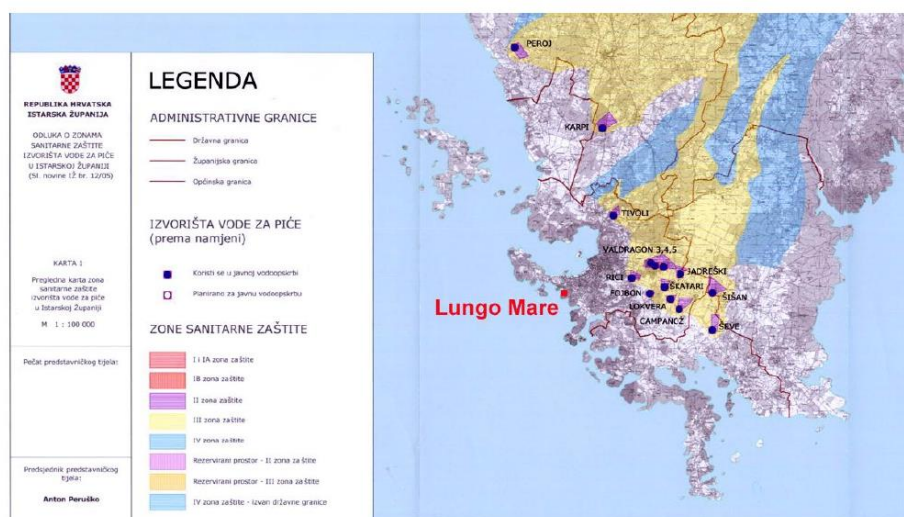 REPUBLIKA HRVATSKA
ISTARSKA ŽUPANIJA
ODLUKA O ZONAMA
SANITARNE ZAŠTITE
IZVORIŠTA VODE ZA PIĆE
U ISTARSKOJ ŽUPANIJI
(Sl. novine IŽ br. 12/05)
KARTA 1
Pregledna karta zona
sanitarne zaštite
izvorišta vode za piće
u Istarskoj Županiji
M 1 : 100 000
Pečat predstavničkog tijela:
Predsjednik predstavničkog
tijela:
Anton Peruško
LEGENDA
ADMINISTRATIVNE GRANICE
Državna granica
Županijska granica
Općinska granica
IZVORIŠTA VODE ZA PIĆE
(prema namjeni)
Koristi se u javnoj vodoopskrbi
Planirano za javnu vodoopskrbu
ZONE SANITARNE ZAŠTITE
I i IA zona zaštite
IB zona zaštite
II zona zaštite
III zona zaštite
IV zona zaštite
Rezervirani prostor - II zona zaštite
Rezervirani prostor - III zona zaštite
IV zona zaštite - izvan državne granice
PEROJ
KARPI
TIVOLI
VALDRAGON 3,4,5
JADREŠKI
RICI
ŠKATARI
ŠIŠAN
LOKVERA
CAMPANOŽ
ŠEVE
Lungo Mare